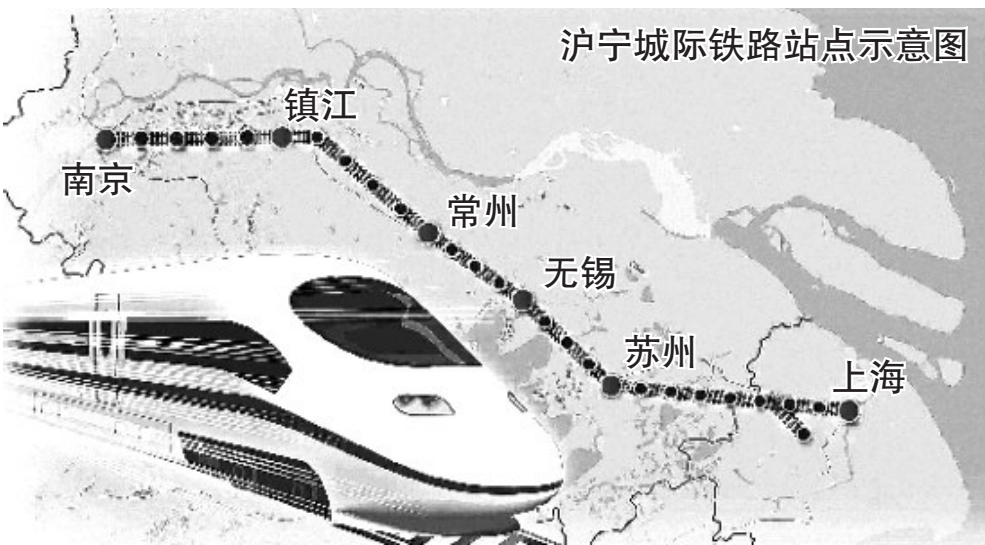 沪宁城际铁路站点示意图
镇江
南京
常州
无锡
苏州
上海